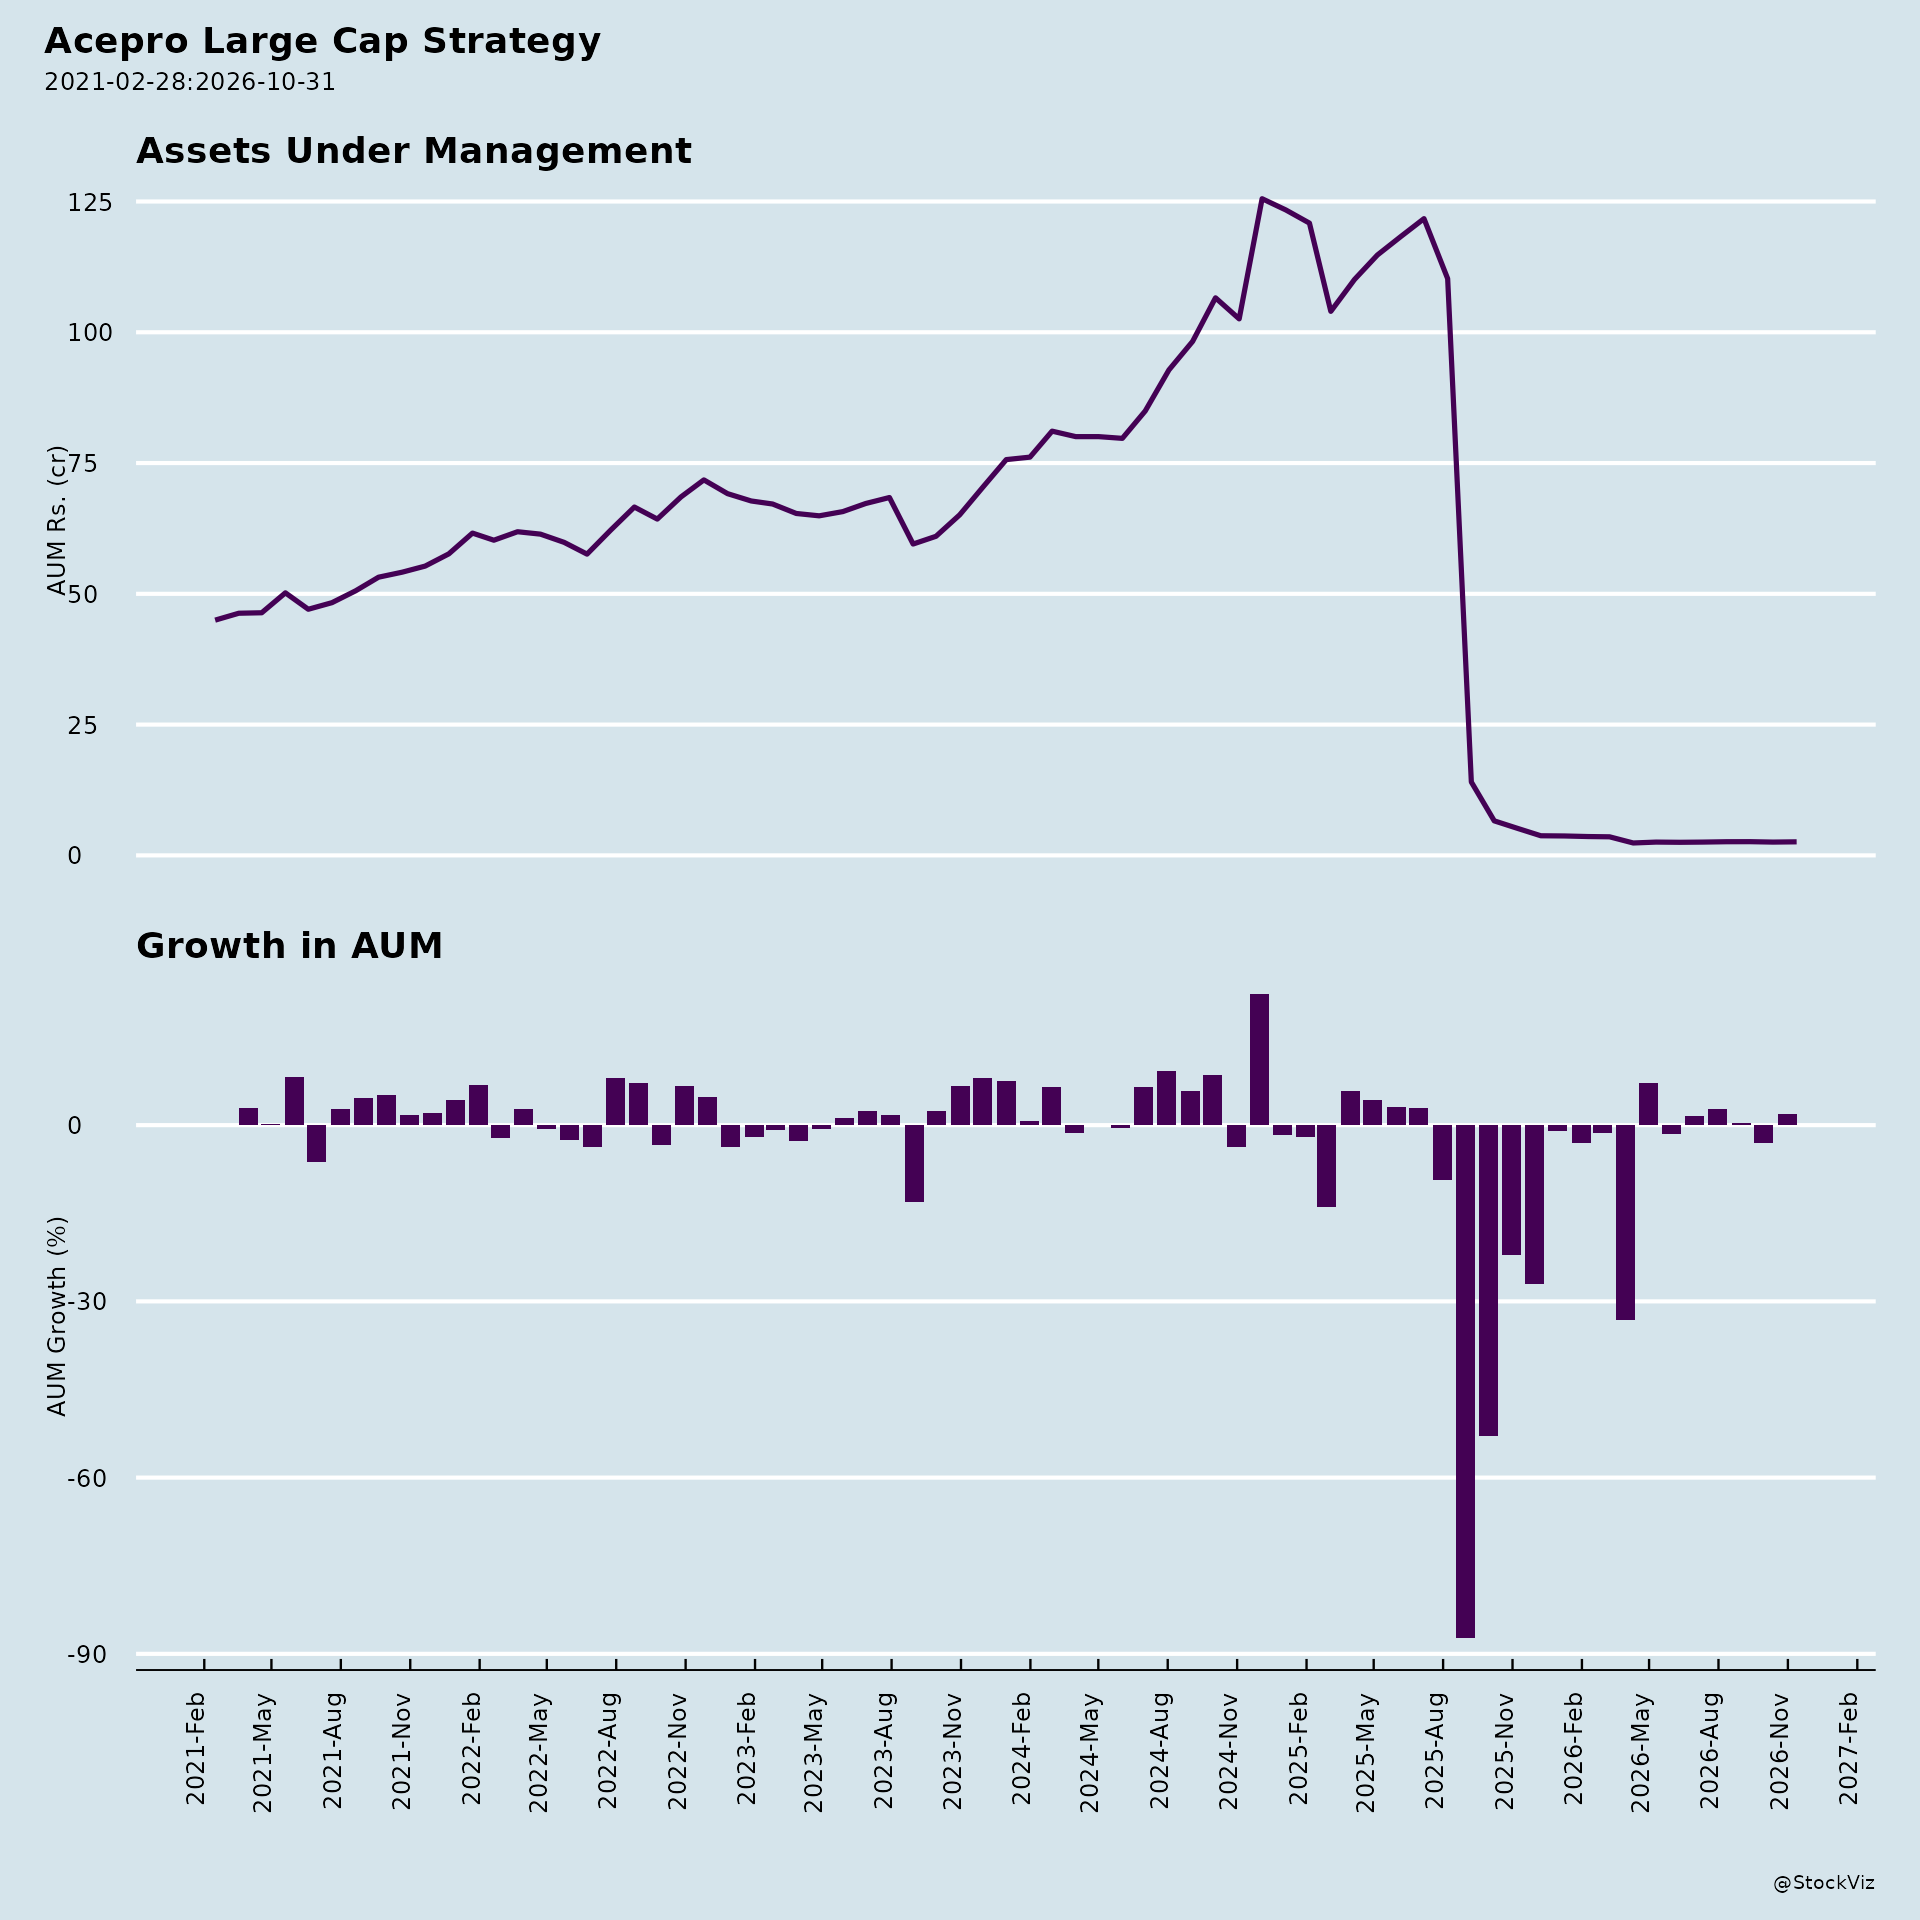 Acepro Large Cap Strategy
2021-02-28:2026-10-31
Assets Under Management
125
100
75
50
25
0
AUM Rs. (cr)
Growth in AUM
0
-30
-60
-90
AUM Growth (%)
2021-Feb
2021-May
2021-Aug
2021-Nov
2022-Feb
2022-May
2022-Aug
2022-Nov
2023-Feb
2023-May
2023-Aug
2023-Nov
2024-Feb
2024-May
2024-Aug
2024-Nov
2025-Feb
2025-May
2025-Aug
2025-Nov
2026-Feb
2026-May
2026-Aug
2026-Nov
2027-Feb
@StockViz